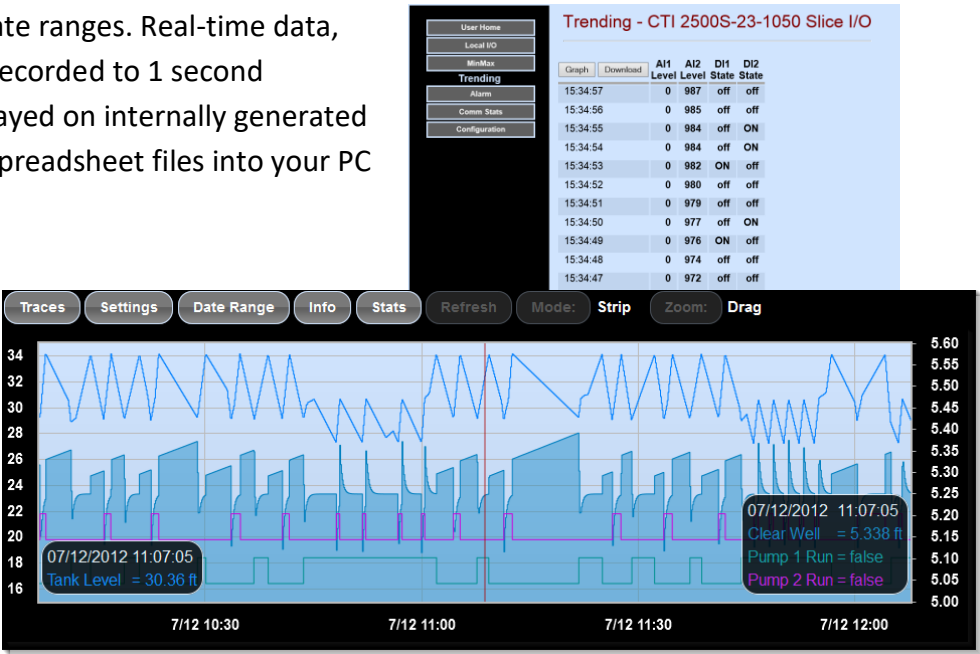 ate ranges. Real-time data,
ecorded to 1 second
ayed on internally generated
spreadsheet files into your PC
User Home
Local I/O
MinMax
Trending
Alarm
Comm Stats
Configuration
Trending - CTI 2500S-23-1050 Slice I/O
Graph Download AI1 Level AI2 Level DI1 State DI2 State
15:34:57 0 987 off off
15:34:56 0 985 off off
15:34:55 0 984 off ON
15:34:54 0 984 off ON
15:34:53 0 982 ON off
15:34:52 0 980 off off
15:34:51 0 979 off off
15:34:50 0 977 off ON
15:34:49 0 976 ON off
15:34:48 0 974 off off
15:34:47 0 972 off off
Traces Settings Date Range Info Stats Refresh Mode: Strip Zoom: Drag
34
32
30
28
26
24
22
20
18
16
5.60
5.55
5.50
5.45
5.40
5.35
5.30
5.25
5.20
5.15
5.10
5.05
5.00
07/12/2012 11:07:05
Tank Level = 30.36 ft
07/12/2012 11:07:05
Clear Well = 5.338 ft
Pump 1 Run = false
Pump 2 Run = false
7/12 10:30 7/12 11:00 7/12 11:30 7/12 12:00